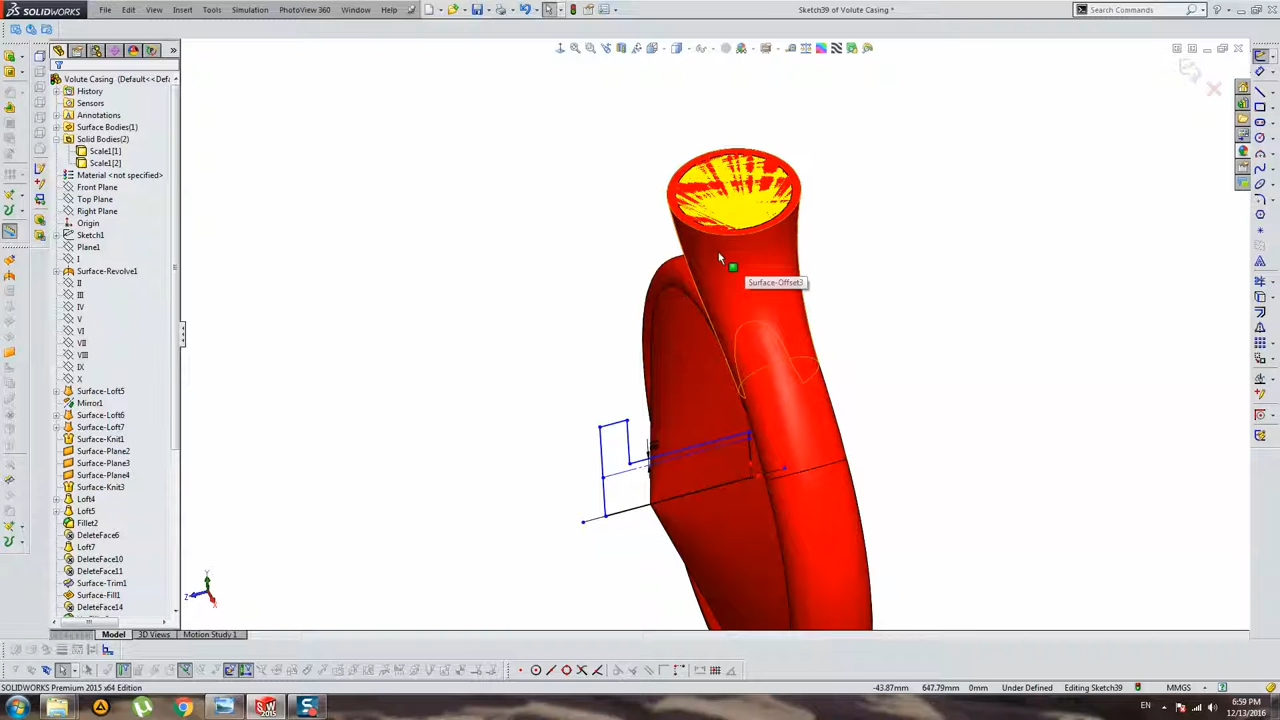 SOLIDWORKS
File Edit View Insert Tools Simulation PhotoView 360 Window Help
Sketch39 of Volute Casing *
Search Commands
Volute Casing (Default<<Defa
History
Sensors
Annotations
Surface Bodies(1)
Solid Bodies(2)
Scale1[1]
Scale1[2]
Material <not specified>
Front Plane
Top Plane
Right Plane
Origin
Sketch1
Plane1
I
Surface-Revolve1
II
III
IV
V
VI
VII
VIII
IX
X
Surface-Loft5
Mirror1
Surface-Loft6
Surface-Loft7
Surface-Knit1
Surface-Plane2
Surface-Plane3
Surface-Plane4
Surface-Knit3
Loft4
Loft5
Fillet2
DeleteFace6
Loft7
DeleteFace10
DeleteFace11
Surface-Trim1
Surface-Fill1
DeleteFace14
Surface-Offset3
Y
Z
X
Model 3D Views Motion Study 1
SOLIDWORKS Premium 2015 x64 Edition
-43.87mm 647.79mm 0mm Under Defined Editing Sketch39 MMGS
EN
6:59 PM
12/13/2016